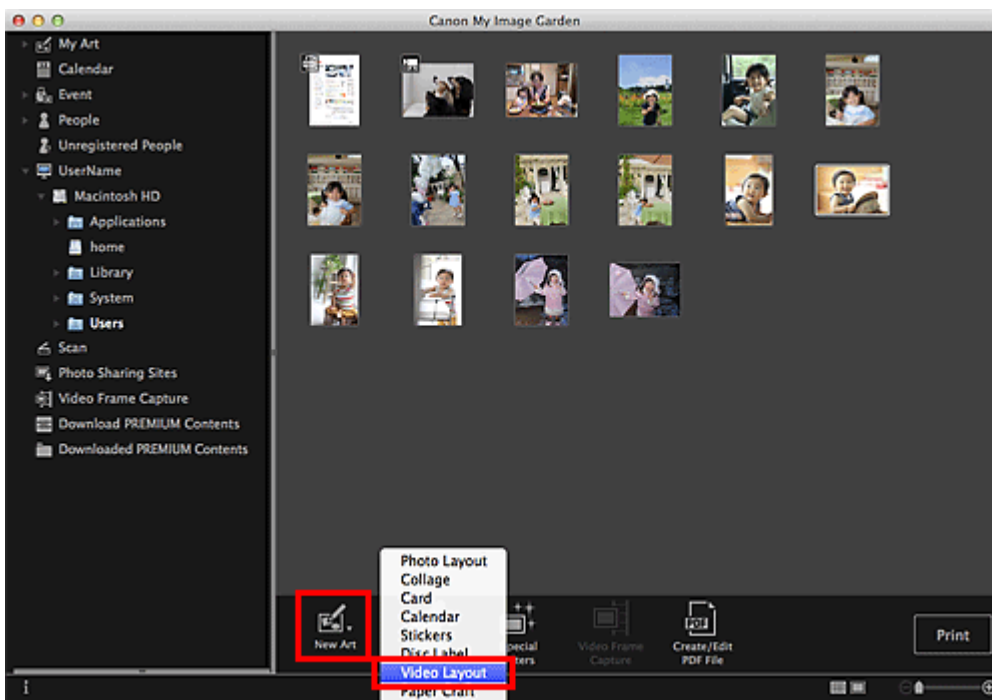 Canon My Image Garden
My Art
Calendar
Event
People
Unregistered People
UserName
Macintosh HD
Applications
home
Library
System
Users
Scan
Photo Sharing Sites
Video Frame Capture
Download PREMIUM Contents
Downloaded PREMIUM Contents
Photo Layout
Collage
Card
Calendar
Stickers
Disc Label
Video Layout
Paper Craft
New Art
Video Frame
Capture
PDF
Create/Edit
PDF File
Print